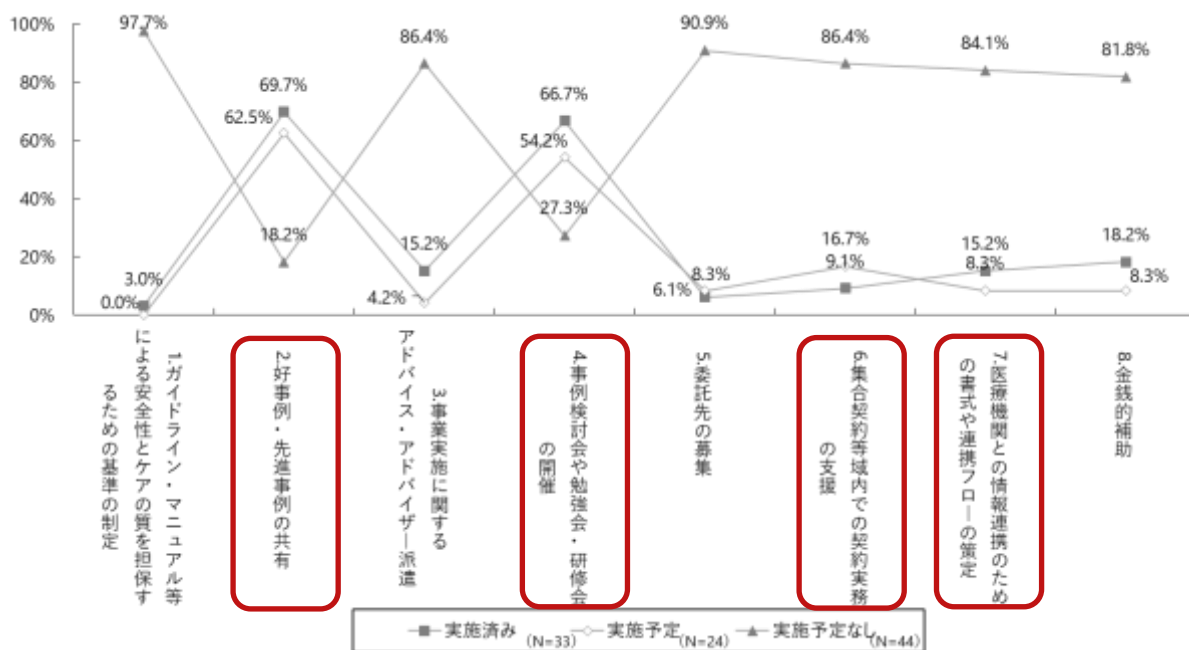 100%
80%
60%
40%
20%
0%
97.7%
3.0%
0.0%
69.7%
62.5%
18.2%
86.4%
15.2%
4.2%
66.7%
54.2%
27.3%
90.9%
8.3%
6.1%
86.4%
16.7%
9.1%
84.1%
15.2%
8.3%
81.8%
18.2%
8.3%
1.ガイドライン・マニュアル等
による安全性とケアの質を担保す
るための基準の制定
2.好事例・先進事例の共有
3.事業実施に関する
アドバイス・アドバイザー派遣
4.事例検討会や勉強会・研修会
の開催
5.委託先の募集
6.集合契約等域内での契約実務
の支援
7.医療機関との情報連携のため
の書式や連携フローの策定
8.金銭的補助
実施済み (N=33) 実施予定 (N=24) 実施予定なし (N=44)